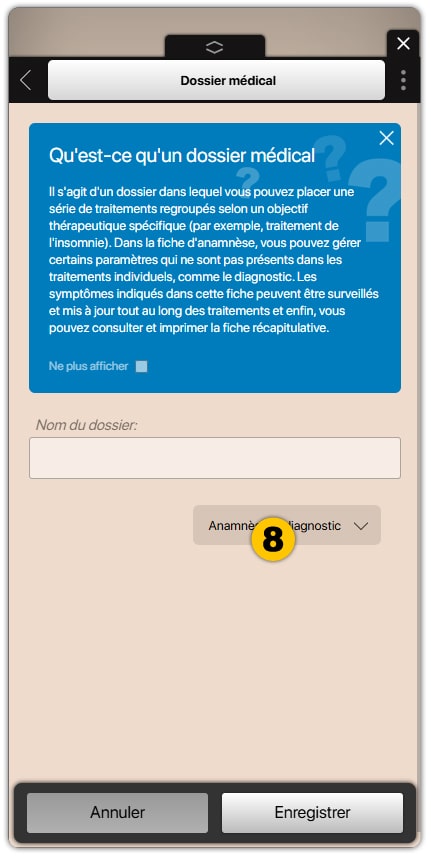 Dossier médical
Qu'est-ce qu'un dossier médical
Il s'agit d'un dossier dans lequel vous pouvez placer une
série de traitements regroupés selon un objectif
thérapeutique spécifique (par exemple, traitement de
l'insomnie). Dans la fiche d'anamnèse, vous pouvez gérer
certains paramètres qui ne sont pas présents dans les
traitements individuels, comme le diagnostic. Les
symptômes indiqués dans cette fiche peuvent être surveillés
et mis à jour tout au long des traitements et enfin, vous
pouvez consulter et imprimer la fiche récapitulative.
Ne plus afficher
Nom du dossier:
8
Annuler
Enregistrer